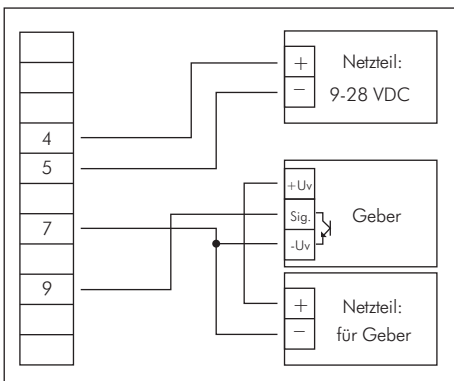 4
5
7
9
+
−
Netzteil:
9-28 VDC
+Uv
Sig.
-Uv
Geber
+
−
Netzteil:
für Geber